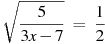 √(5/(3x-7)) = 1/2